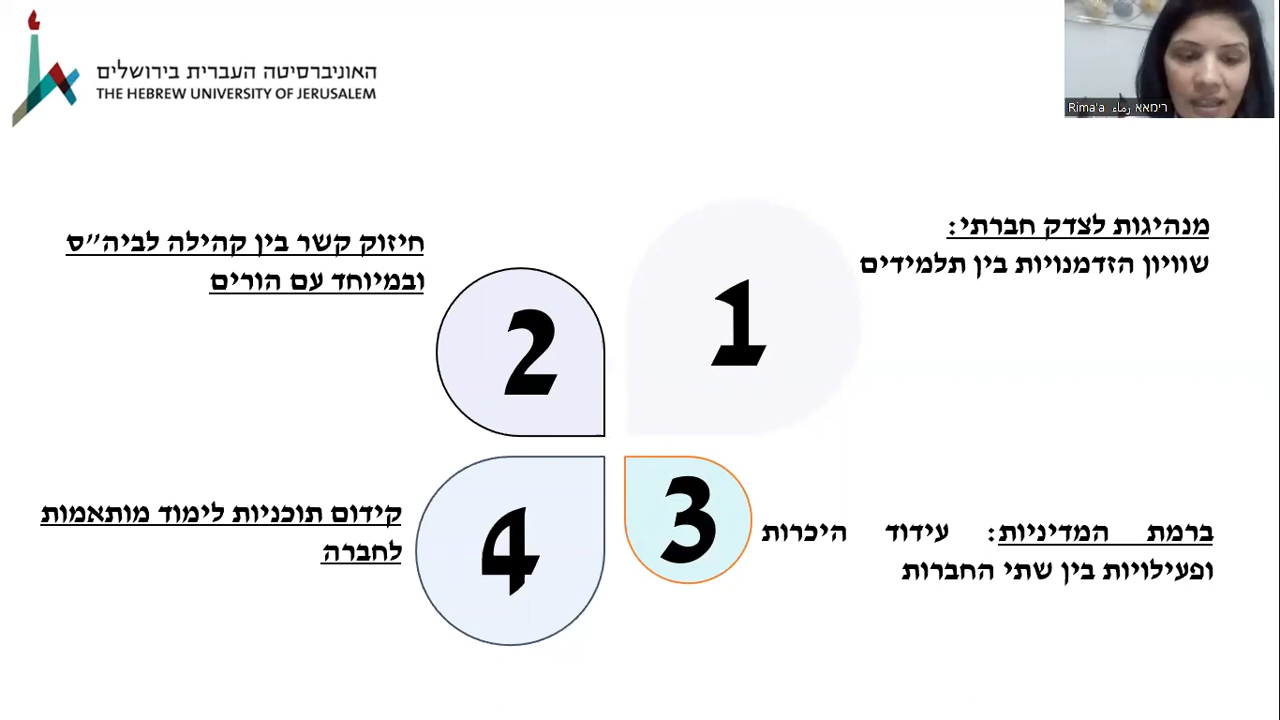 האוניברסיטה העברית בירושלים
THE HEBREW UNIVERSITY OF JERUSALEM
Rima'a ريماء רימאא
מנהיגות לצדק חברתי:
שוויון הזדמנויות בין תלמידים
1
חיזוק קשר בין קהילה לביה״ס
ובמיוחד עם הורים
2
ברמת המדיניות: עידוד היכרות
ופעילויות בין שתי החברות
3
קידום תוכניות לימוד מותאמות
לחברה
4